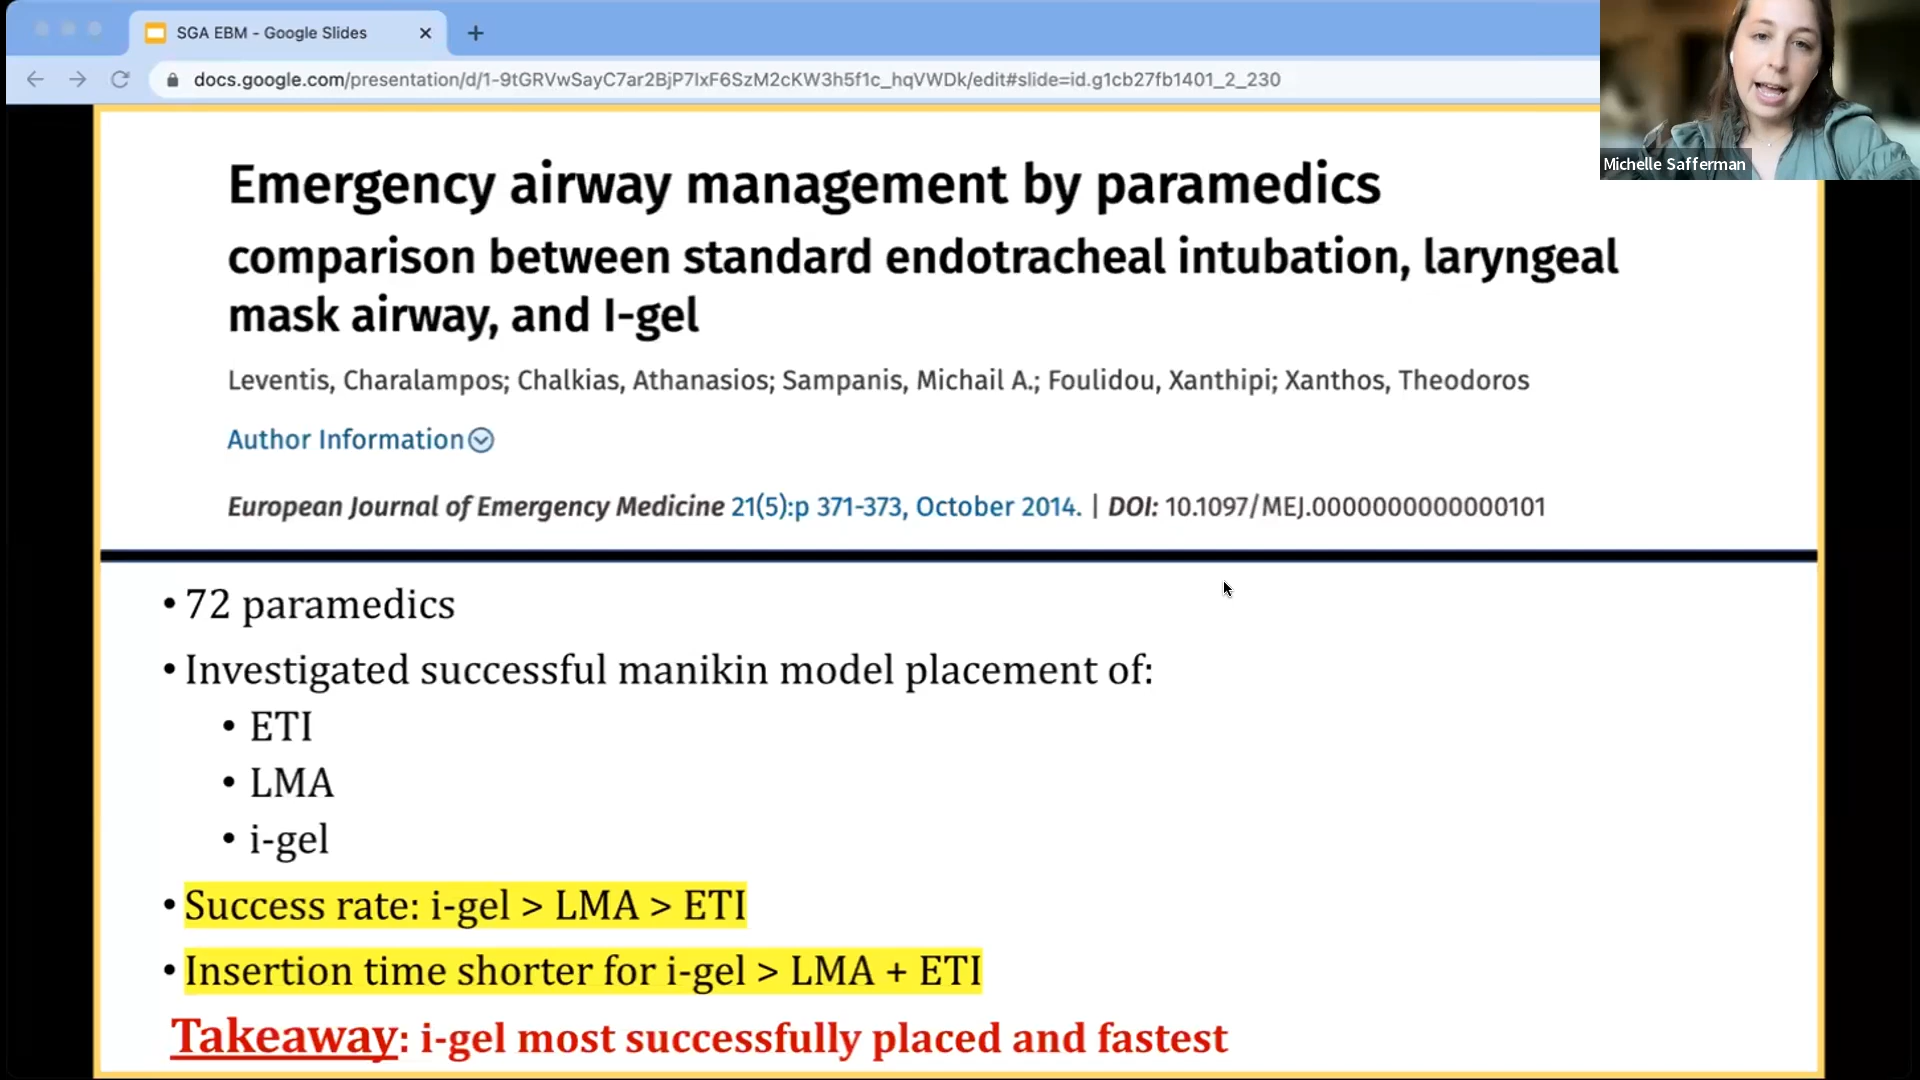 SGA EBM - Google Slides
docs.google.com/presentation/d/1-9tGRVwSayC7ar2BjP7IxF6SzM2cKW3h5f1c_hqVWDk/edit#slide=id.g1cb27fb1401_2_230
Michelle Safferman
Emergency airway management by paramedics
comparison between standard endotracheal intubation, laryngeal
mask airway, and I-gel
Leventis, Charalampos; Chalkias, Athanasios; Sampanis, Michail A.; Foulidou, Xanthipi; Xanthos, Theodoros
Author Information
European Journal of Emergency Medicine 21(5):p 371-373, October 2014. | DOI: 10.1097/MEJ.0000000000000101
• 72 paramedics
• Investigated successful manikin model placement of:
• ETI
• LMA
• i-gel
• Success rate: i-gel > LMA > ETI
• Insertion time shorter for i-gel > LMA + ETI
Takeaway: i-gel most successfully placed and fastest